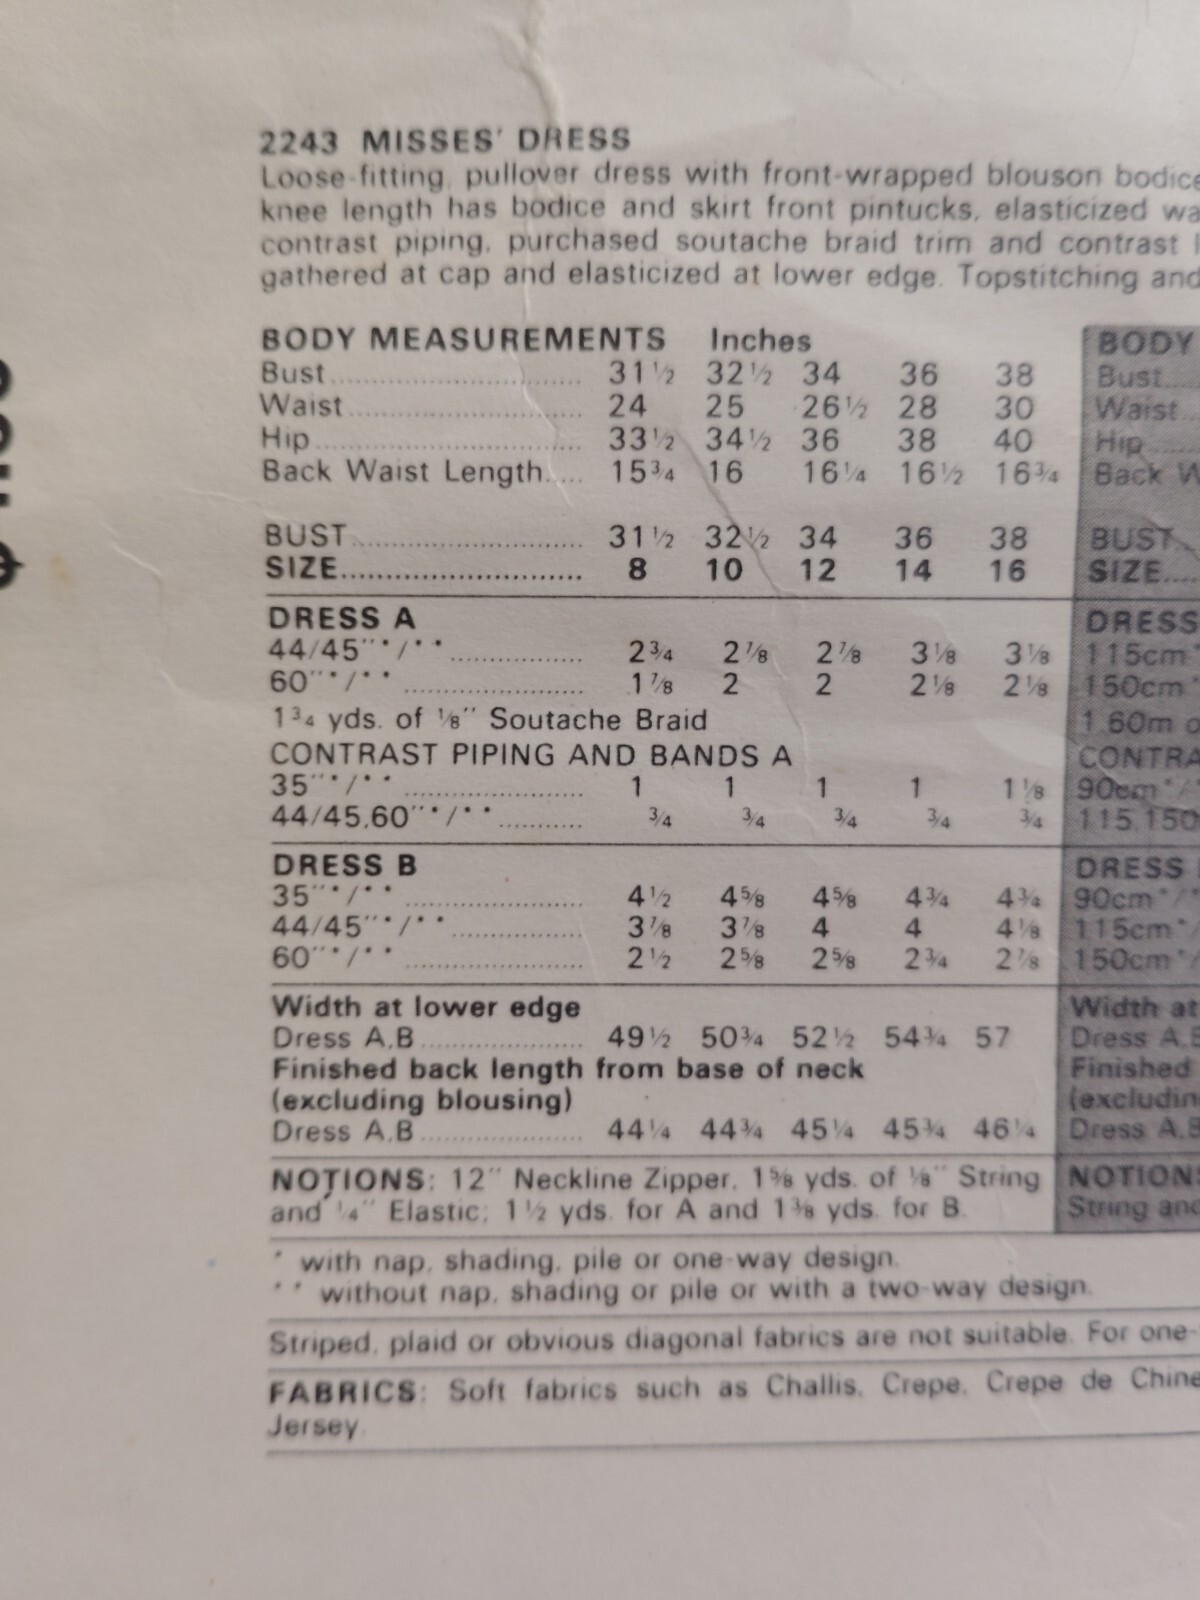 2243 MISSES' DRESS
Loose-fitting, pullover dress with front-wrapped blouson bodice
knee length has bodice and skirt front pintucks, elasticized
contrast piping, purchased soutache braid trim and contrast
gathered at cap and elasticized at lower edge. Topstitching and
BODY MEASUREMENTS Inches
Bust 31½ 32½ 34 36 38
Waist 24 25 26½ 28 30
Hip 33½ 34½ 36 38 40
Back Waist Length 15¾ 16 16¼ 16½ 16¾
BUST 31½ 32½ 34 36 38
SIZE 8 10 12 14 16
DRESS A
44/45"*/** 2¾ 2⅞ 2⅞ 3⅛ 3⅛
60"*/** 1⅞ 2 2 2⅛ 2⅛
1¾ yds. of ⅛" Soutache Braid
CONTRAST PIPING AND BANDS A
35"*/** 1 1 1 1 1⅛
44/45,60"*/** ¾ ¾ ¾ ¾ ¾
DRESS B
35"*/** 4½ 4⅝ 4⅝ 4¾ 4¾
44/45"*/** 3⅞ 3⅞ 4 4 4⅛
60"*/** 2½ 2⅝ 2⅝ 2¾ 2⅞
Width at lower edge
Dress A,B 49½ 50¾ 52½ 54¾ 57
Finished back length from base of neck
(excluding blousing)
Dress A,B 44¼ 44¾ 45¼ 45¾ 46¼
NOTIONS: 12" Neckline Zipper, 1⅝ yds. of ⅛" String
and ¼" Elastic; 1½ yds. for A and 1⅜ yds. for B.
* with nap, shading, pile or one-way design.
** without nap, shading or pile or with a two-way design.
Striped, plaid or obvious diagonal fabrics are not suitable. For one-
FABRICS: Soft fabrics such as Challis, Crepe, Crepe de Chine
Jersey.
BODY
Bust
Waist
Hip
Back W
BUST
SIZE
DRESS
115cm*
150cm*
1.60m o
CONTRA
90cm*/
115,150
DRESS
90cm*/*
115cm*/
150cm*/
Width at
Dress A,B
Finished
(excludin
Dress A,B
NOTIONS
String and